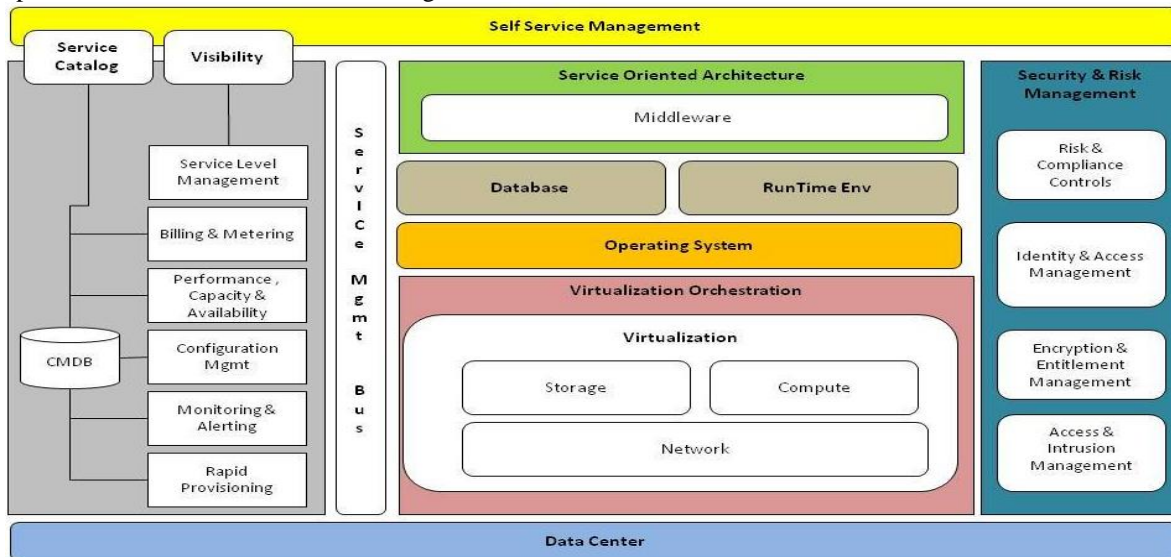 Self Service Management
Service
Catalog
Visibility
Service Level
Management
Billing & Metering
Performance ,
Capacity &
Availability
CMDB
Configuration
Mgmt
Monitoring &
Alerting
Rapid
Provisioning
S
e
r
v
I
C
e
M
g
m
t
B
u
s
Service Oriented Architecture
Middleware
Database
RunTime Env
Operating System
Virtualization Orchestration
Virtualization
Storage
Compute
Network
Security & Risk
Management
Risk &
Compliance
Controls
Identity & Access
Management
Encryption &
Entitlement
Management
Access &
Intrusion
Management
Data Center